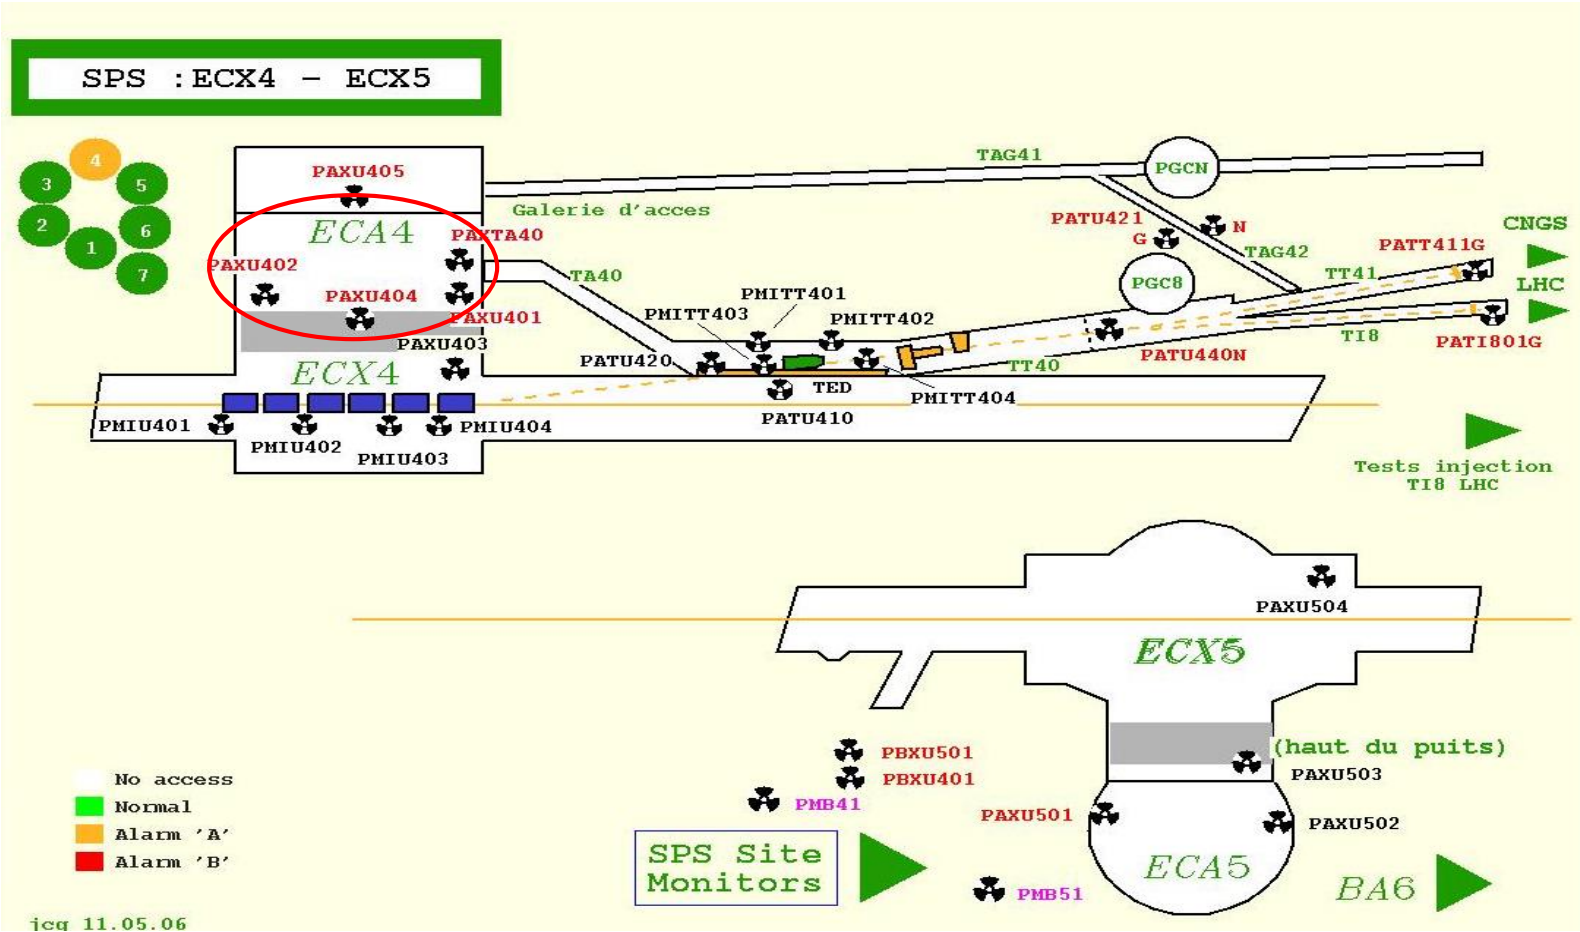 SPS :ECX4 – ECX5
4
3
5
2
6
1
7
PAXU405
ECA4
PAXTA40
PAXU402
PAXU404
PAXU401
PAXU403
ECX4
PMIU401
PMIU402
PMIU403
PMIU404
TAG41
PGCN
Galerie d'acces
PATU421
G
N
TAG42
PGC8
CNGS
PATT411G
TT41
LHC
TA40
PMITT401
PMITT403
PMITT402
PATU420
TED
PATU410
PMITT404
TT40
PATU440N
TI8
PATI801G
Tests injection
TI8 LHC
PAXU504
ECX5
(haut du puits)
PAXU503
PBXU501
PBXU401
PMB41
PAXU501
PAXU502
ECA5
SPS Site
Monitors
PMB51
BA6
No access
Normal
Alarm 'A'
Alarm 'B'
jcg 11.05.06